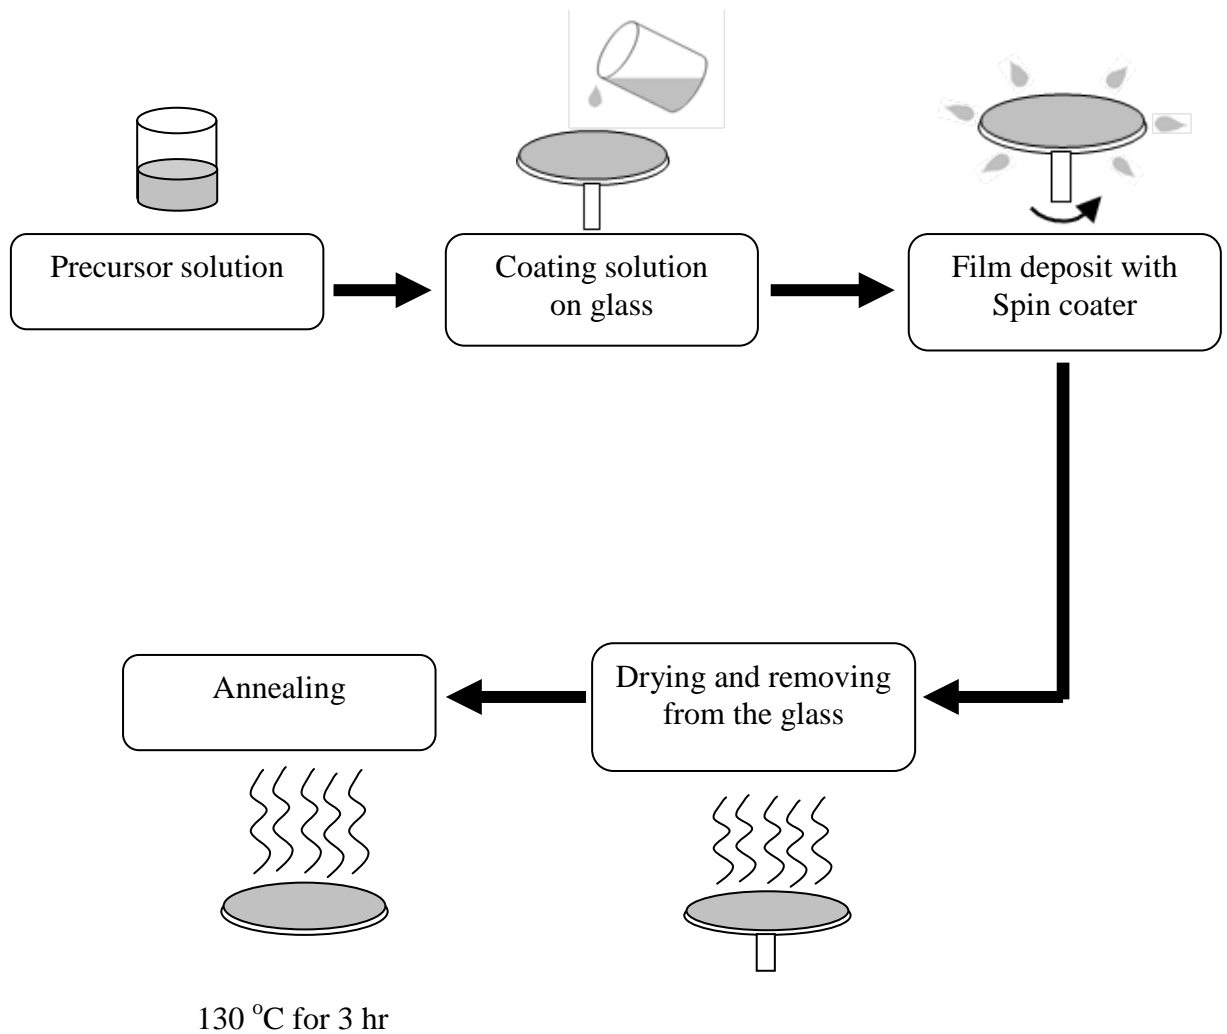 Precursor solution
Coating solution
on glass
Film deposit with
Spin coater
Drying and removing
from the glass
Annealing
130 °C for 3 hr